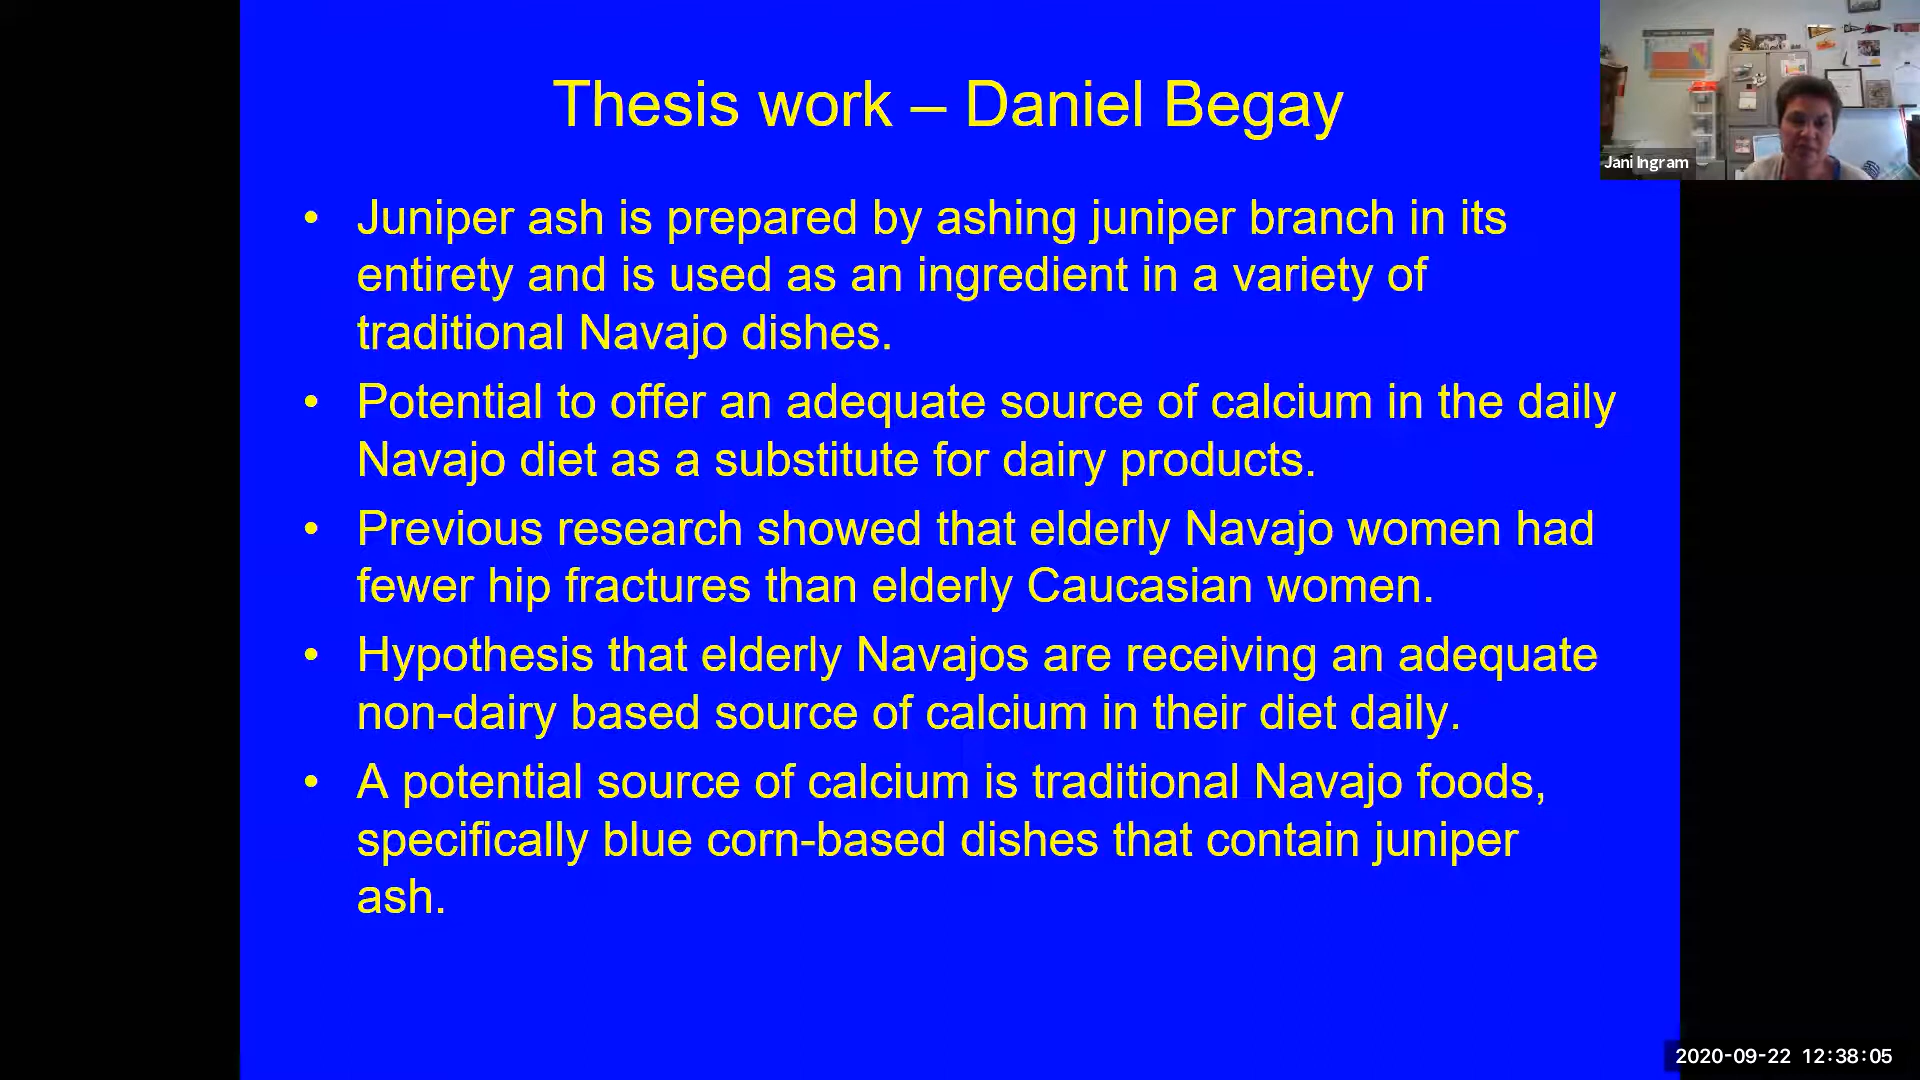 Thesis work – Daniel Begay
• Juniper ash is prepared by ashing juniper branch in its
entirety and is used as an ingredient in a variety of
traditional Navajo dishes.
• Potential to offer an adequate source of calcium in the daily
Navajo diet as a substitute for dairy products.
• Previous research showed that elderly Navajo women had
fewer hip fractures than elderly Caucasian women.
• Hypothesis that elderly Navajos are receiving an adequate
non-dairy based source of calcium in their diet daily.
• A potential source of calcium is traditional Navajo foods,
specifically blue corn-based dishes that contain juniper
ash.
Jani Ingram
2020-09-22 12:38:05